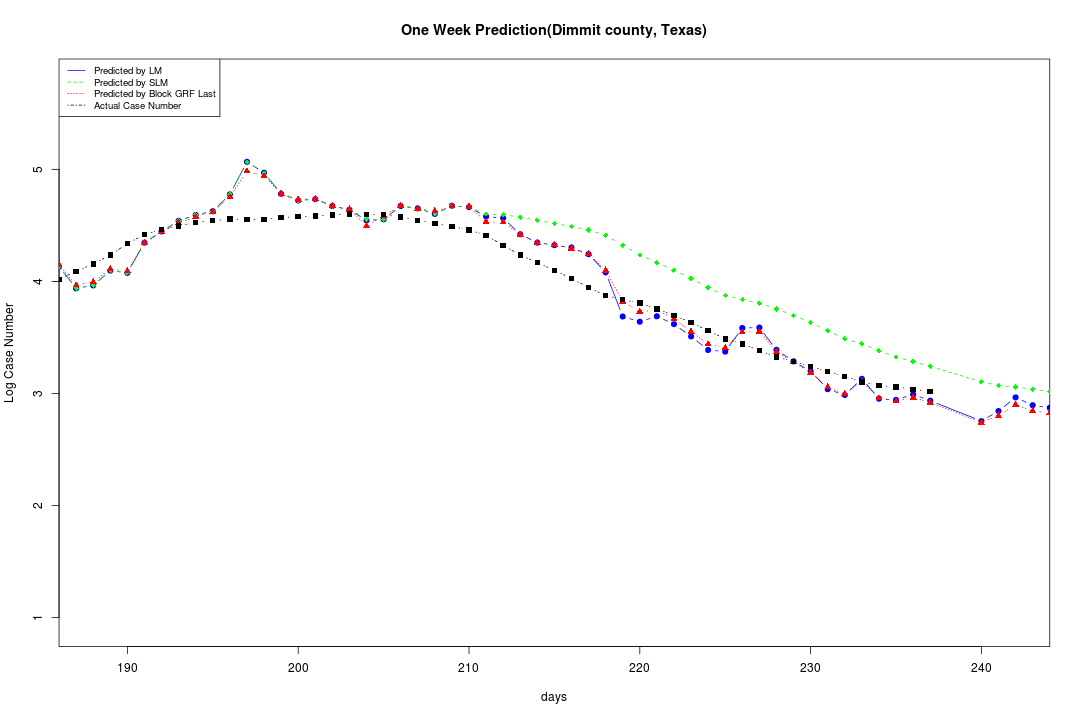 One Week Prediction(Dimmit county, Texas)
Predicted by LM
Predicted by SLM
Predicted by Block GRF Last
Actual Case Number
5
4
3
2
1
Log Case Number
190 200 210 220 230 240
days